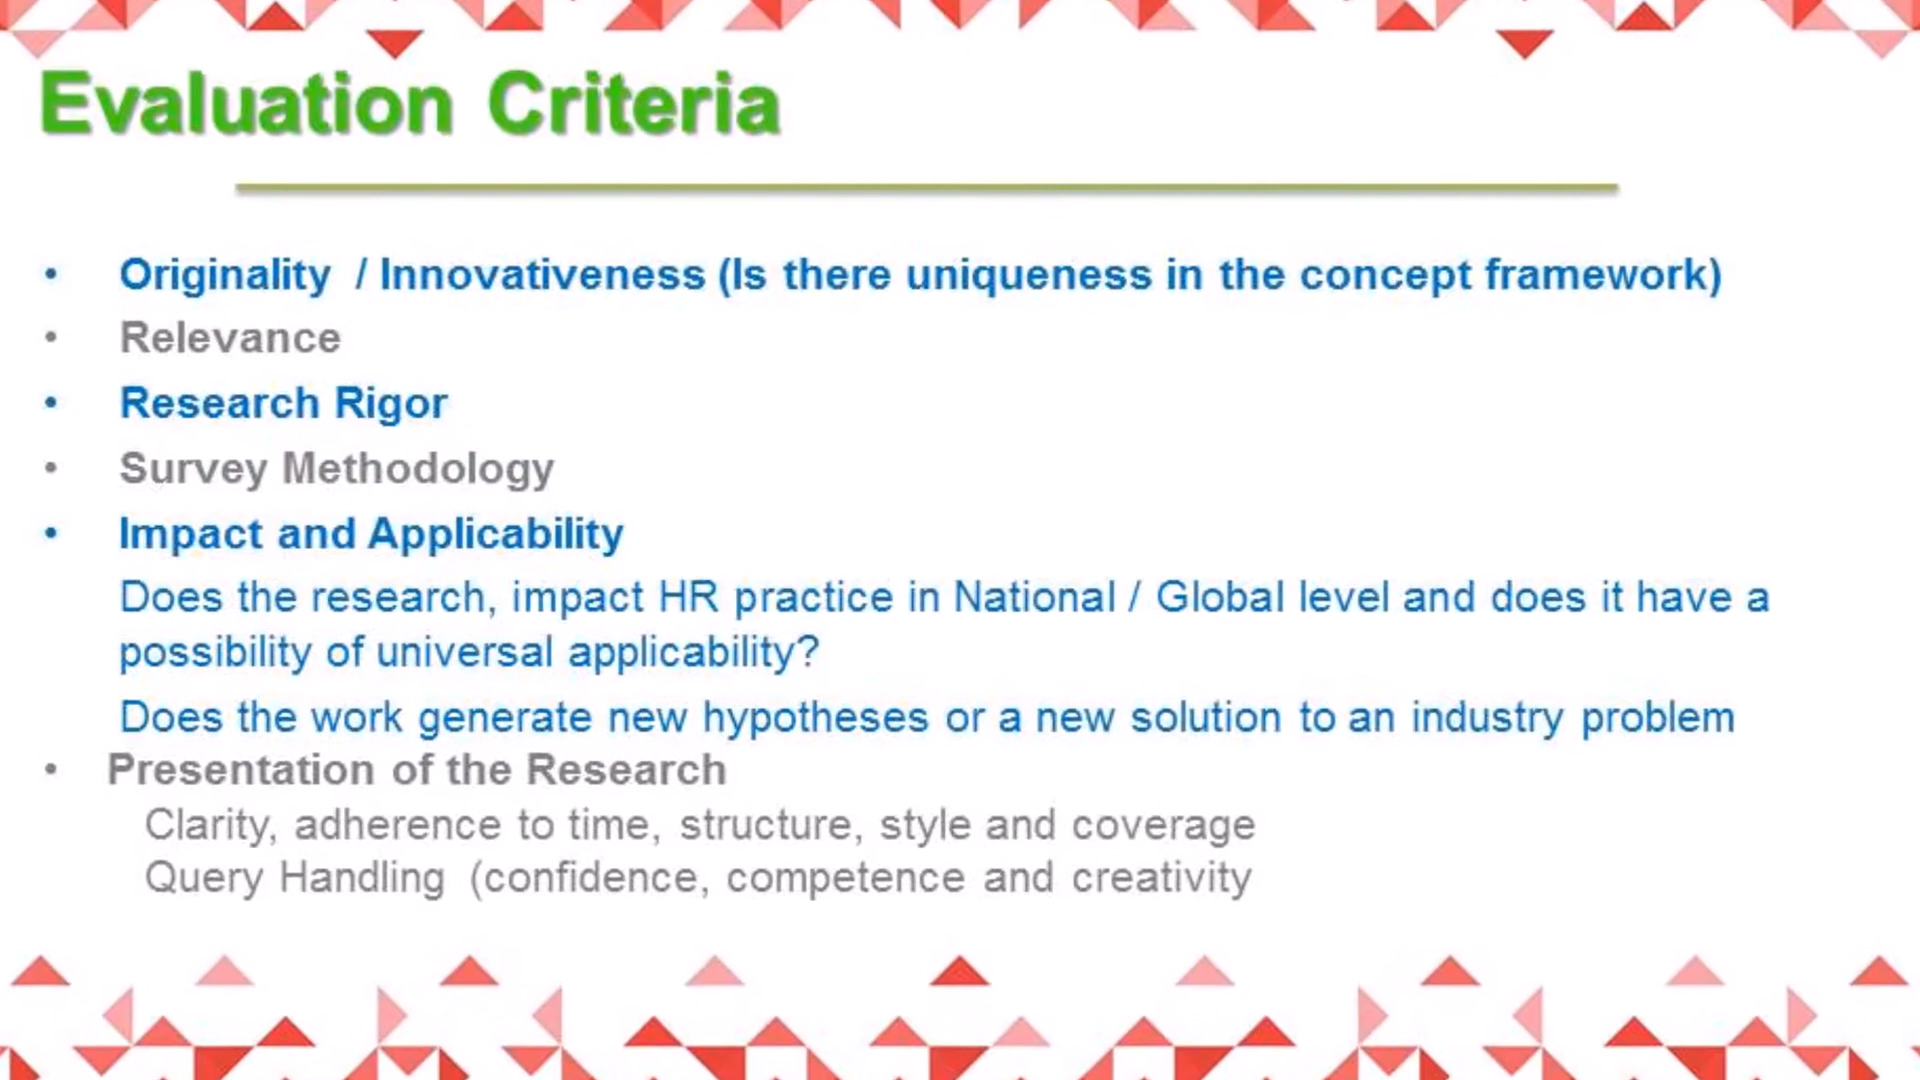 Evaluation Criteria
• Originality / Innovativeness (Is there uniqueness in the concept framework)
• Relevance
• Research Rigor
• Survey Methodology
• Impact and Applicability
Does the research, impact HR practice in National / Global level and does it have a
possibility of universal applicability?
Does the work generate new hypotheses or a new solution to an industry problem
• Presentation of the Research
Clarity, adherence to time, structure, style and coverage
Query Handling (confidence, competence and creativity